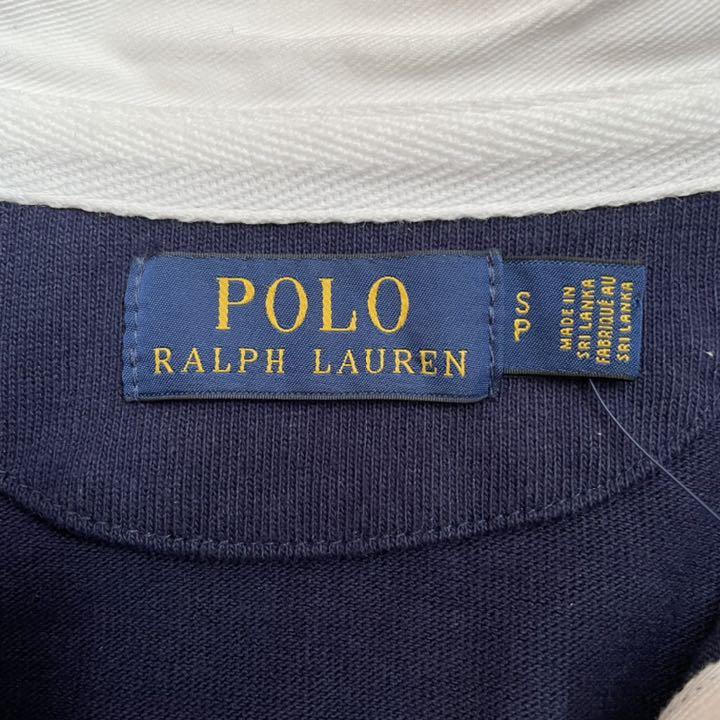 POLO
RALPH LAUREN
S
P
MADE IN
SRI LANKA
FABRIQUÉ AU
SRI LANKA